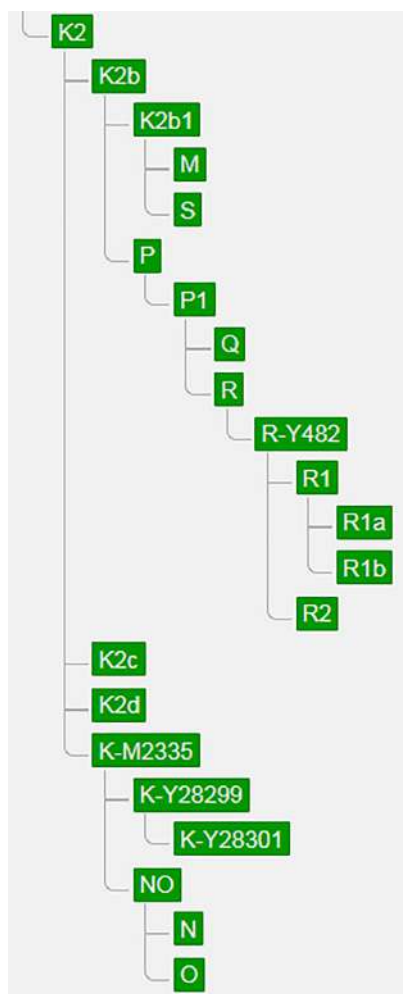 K2
K2b
K2b1
M
S
P
P1
Q
R
R-Y482
R1
R1a
R1b
R2
K2c
K2d
K-M2335
K-Y28299
K-Y28301
NO
N
O